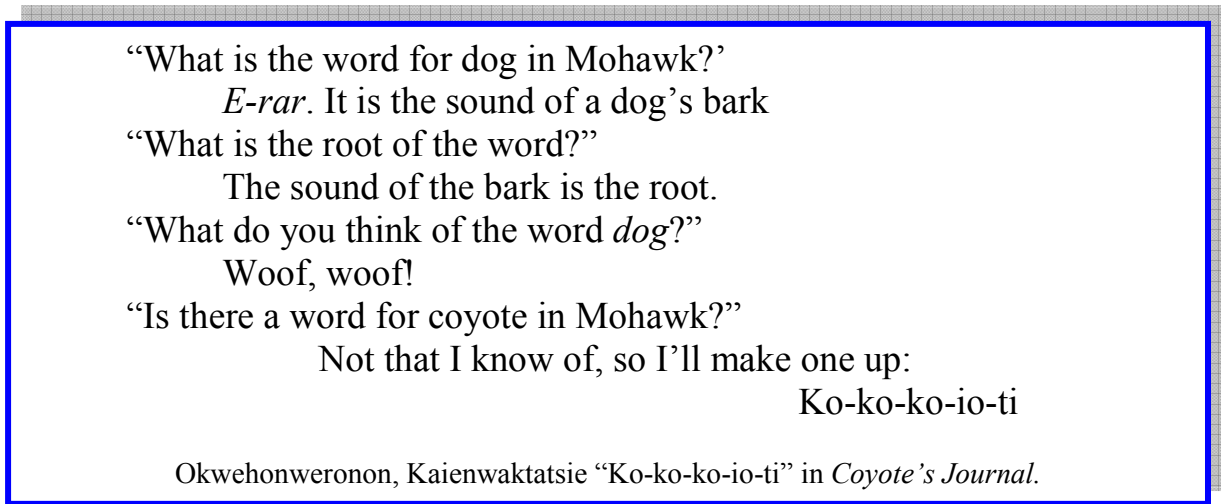 “What is the word for dog in Mohawk?’
E-rar. It is the sound of a dog’s bark
“What is the root of the word?”
The sound of the bark is the root.
“What do you think of the word dog?”
Woof, woof!
“Is there a word for coyote in Mohawk?”
Not that I know of, so I’ll make one up:
Ko-ko-ko-io-ti
Okwehonweronon, Kaienwaktatsie “Ko-ko-ko-io-ti” in Coyote’s Journal.